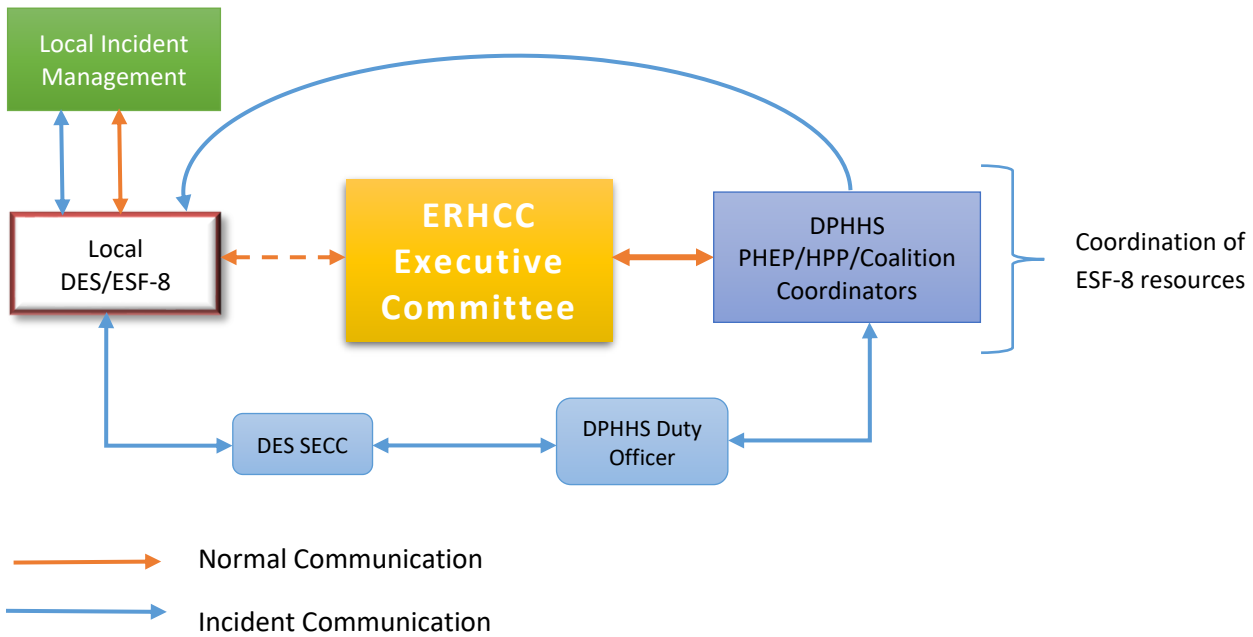 Local Incident
Management
ERHCC
Executive
Committee
DPHHS
PHEP/HPP/Coalition
Coordinators
Coordination of
ESF-8 resources
Local
DES/ESF-8
DES SECC
DPHHS Duty
Officer
Normal Communication
Incident Communication